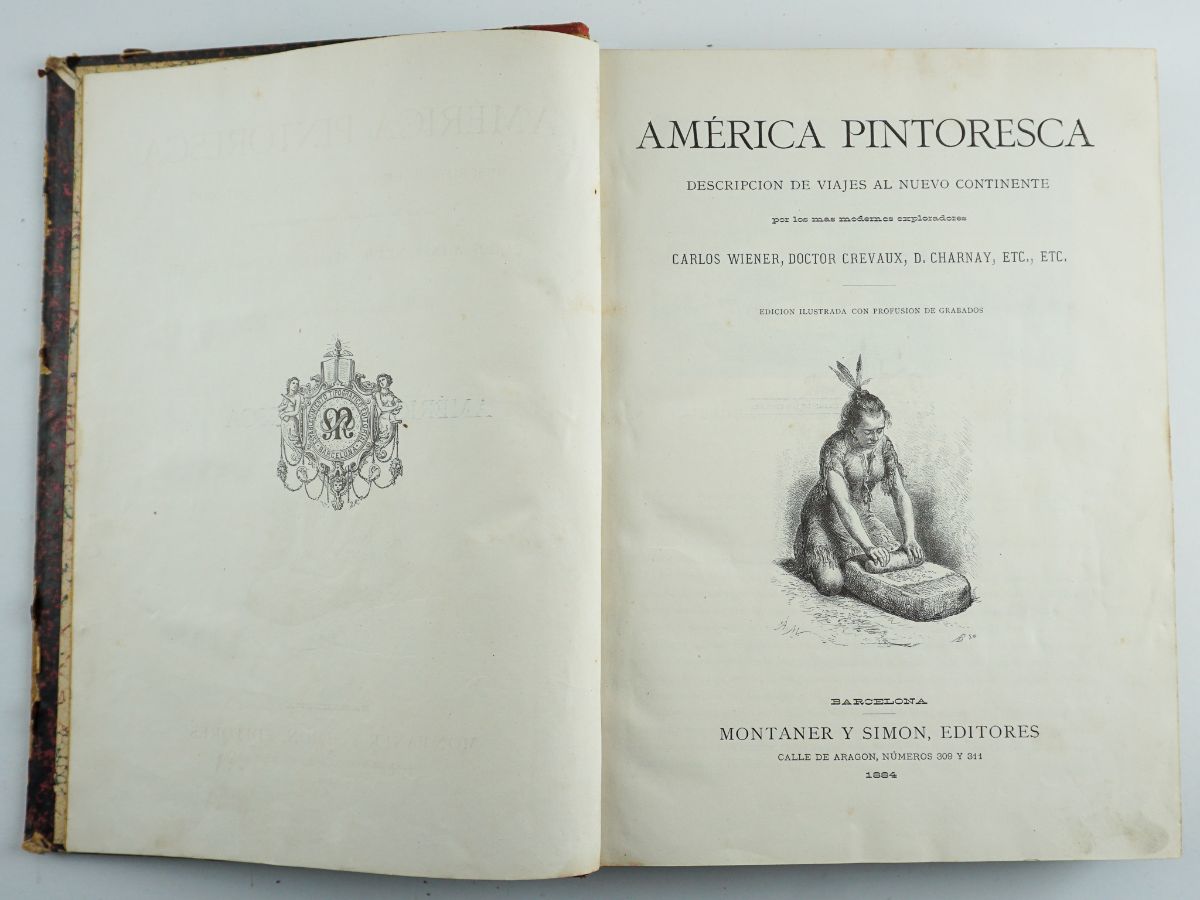 BARCELONA
AMÉRICA PINTORESCA
DESCRIPCION DE VIAJES AL NUEVO CONTINENTE
por los mas modernos exploradores
CARLOS WIENER, DOCTOR CREVAUX, D. CHARNAY, ETC., ETC.
EDICION ILUSTRADA CON PROFUSION DE GRABADOS
BARCELONA
MONTANER Y SIMON, EDITORES
CALLE DE ARAGON, NÚMEROS 309 Y 311
1884